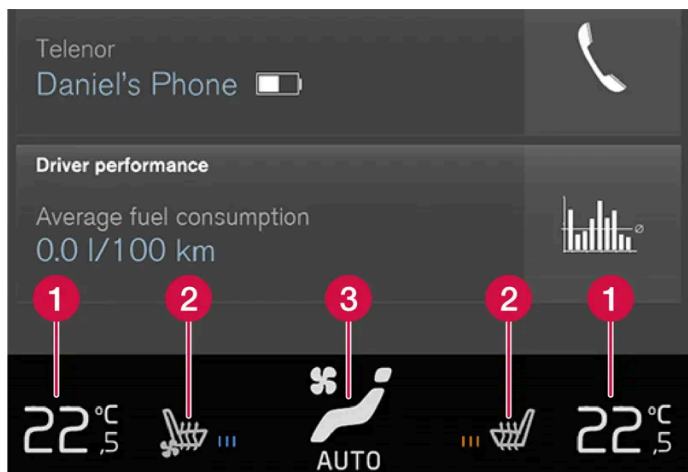 Telenor
Daniel's Phone
Driver performance
Average fuel consumption
0.0 l/100 km
1 2 3 2 1
22,5 °C 22,5 °C
AUTO